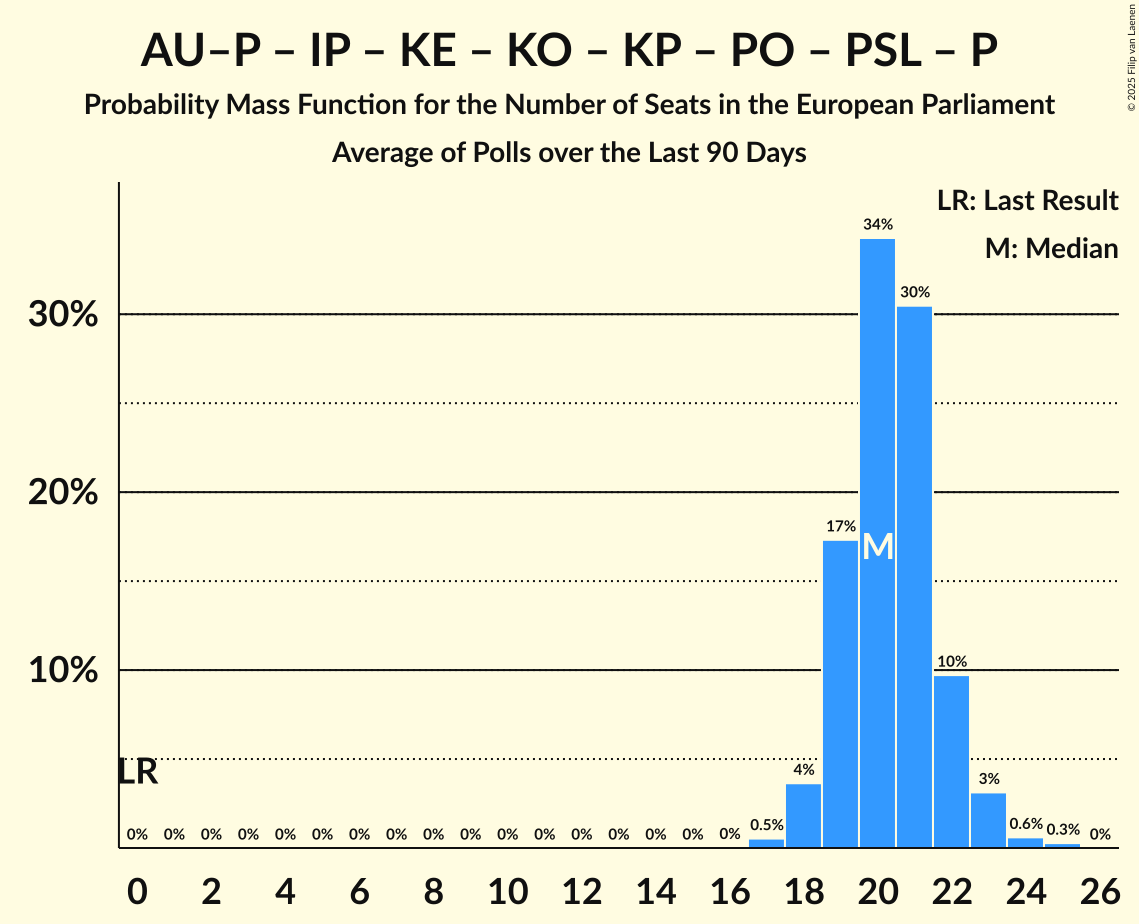 AU–P – IP – KE – KO – KP – PO – PSL – P
Probability Mass Function for the Number of Seats in the European Parliament
Average of Polls over the Last 90 Days
© 2025 Filip van Laenen
LR: Last Result
M: Median
30%
20%
10%
34%
30%
17%
M
10%
LR
4%
3%
0% 0% 0% 0% 0% 0% 0% 0% 0% 0% 0% 0% 0% 0% 0% 0% 0% 0.5% 0.6% 0.3% 0%
0 2 4 6 8 10 12 14 16 18 20 22 24 26